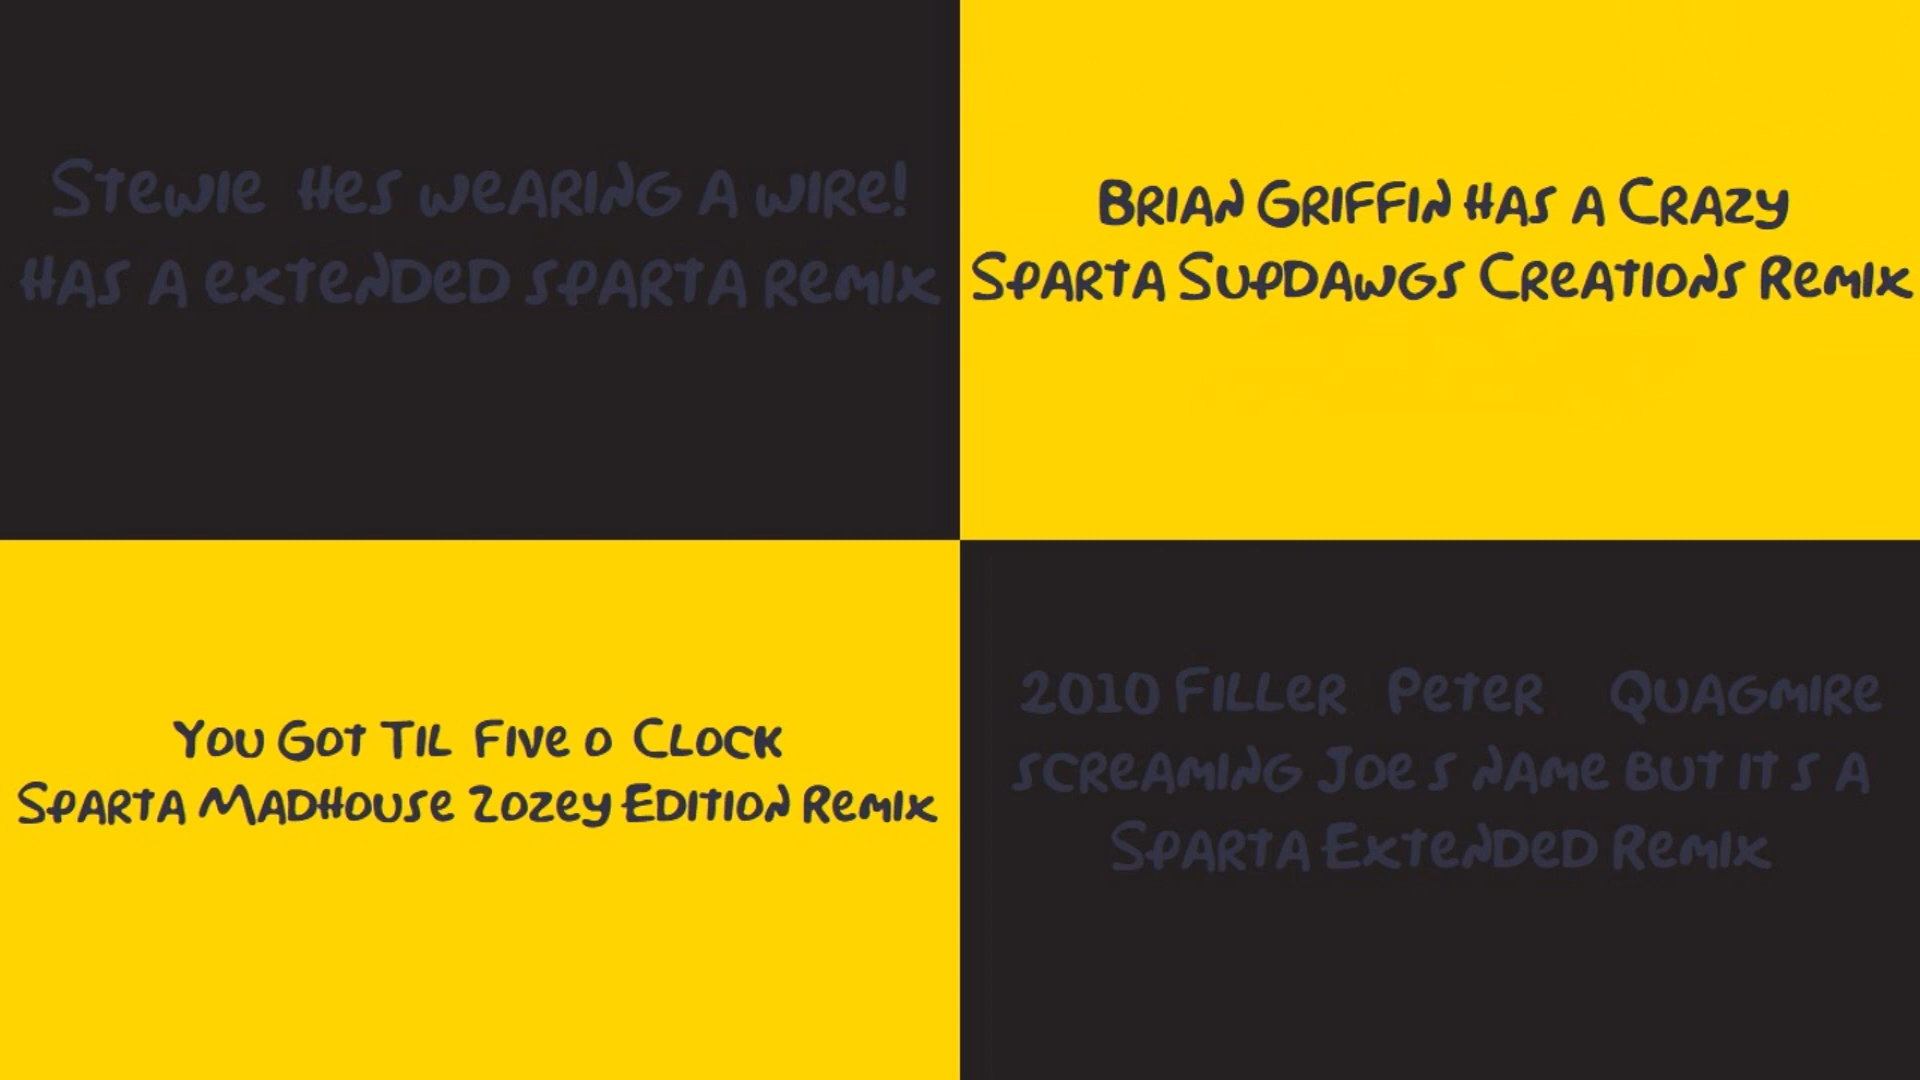 Stewie Hes wearing a wire!
Has a extended sparta remix
Brian Griffin Has a Crazy
Sparta Supdawgs Creations Remix
You Got Til Five o Clock
Sparta Madhouse Zozey Edition Remix
2010 Filler Peter Quagmire
screaming Joe s name but it s a
Sparta Extended Remix